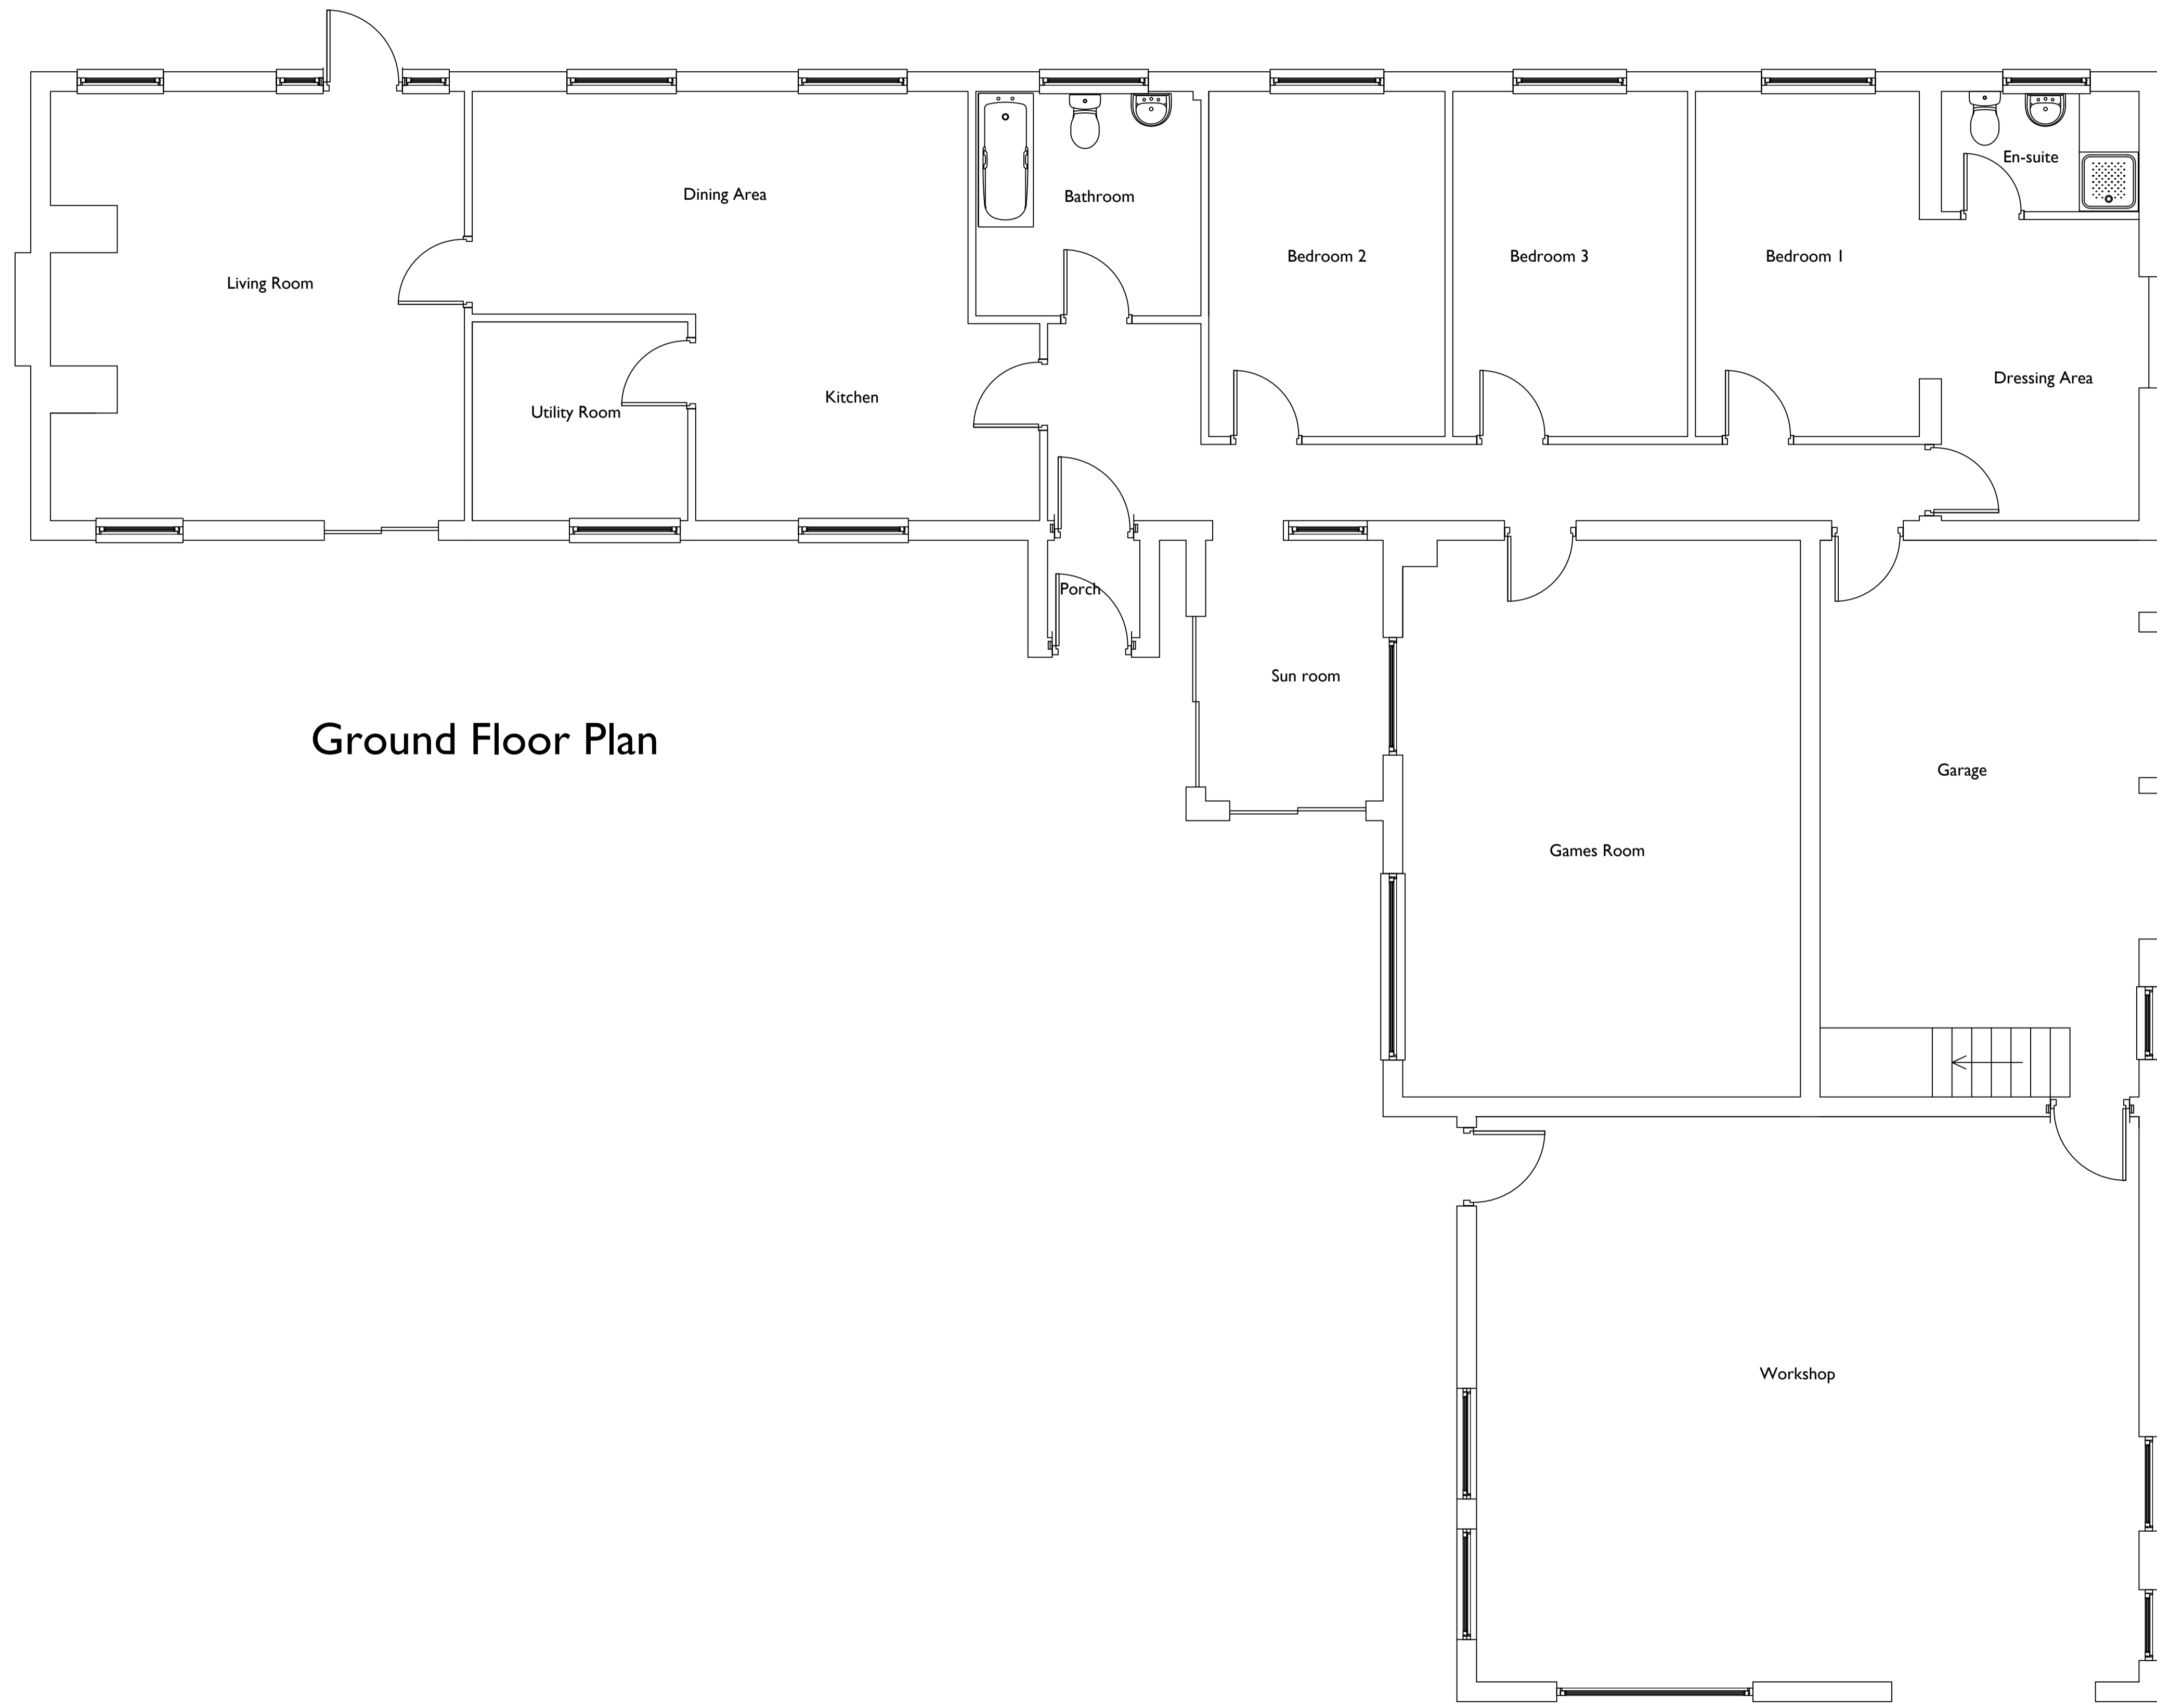 En-suite
Dining Area
Bathroom
Bedroom 2
Bedroom 3
Bedroom 1
Living Room
Dressing Area
Kitchen
Utility Room
Porch
Sun room
Ground Floor Plan
Garage
Games Room
Workshop